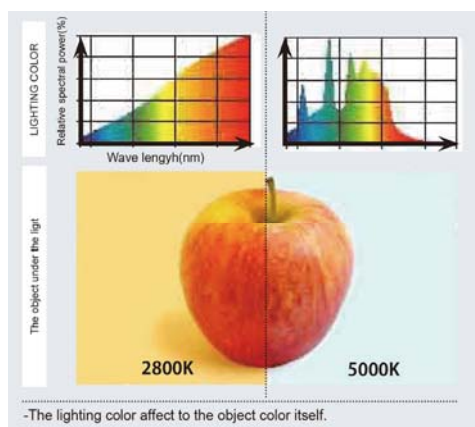 LIGHTING COLOR
Relative spectral power(%)
Wave lengyh(nm)
The object under the ligt
2800K
5000K
-The lighting color affect to the object color itself.